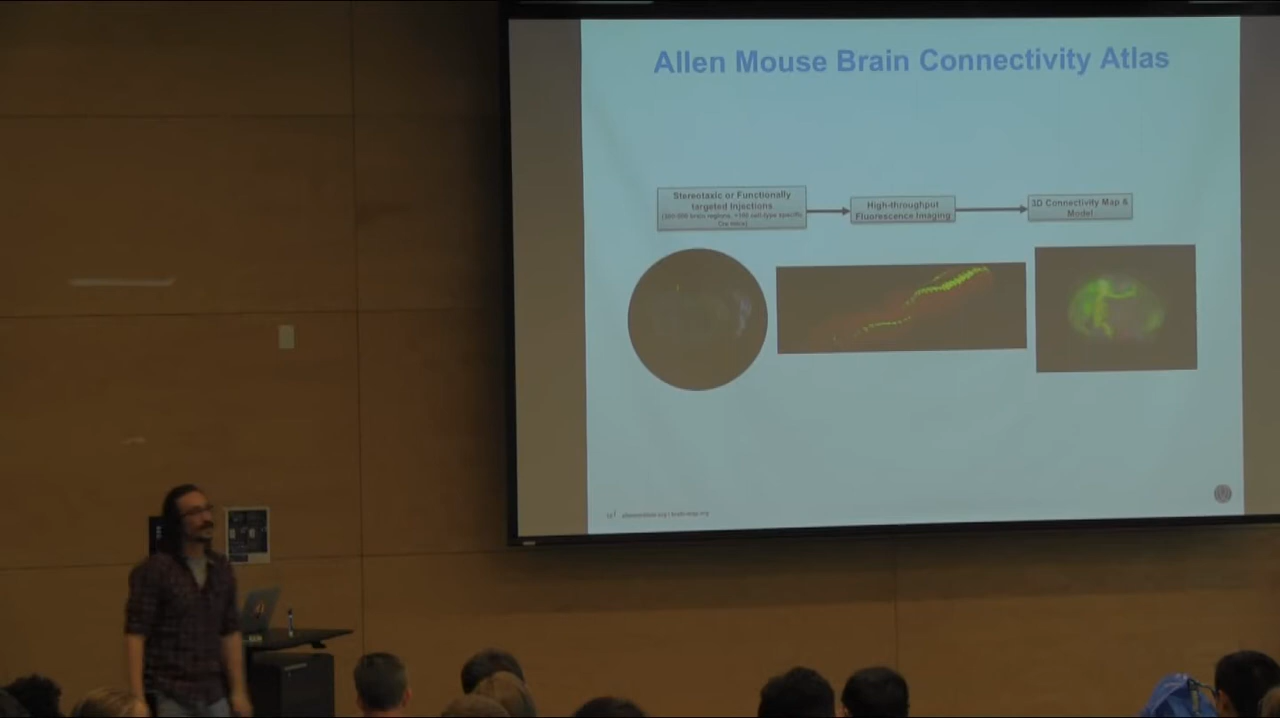 Allen Mouse Brain Connectivity Atlas
Stereotaxic or Functionally
targeted Injections
High-throughput
Fluorescence Imaging
3D Connectivity Map &
Model